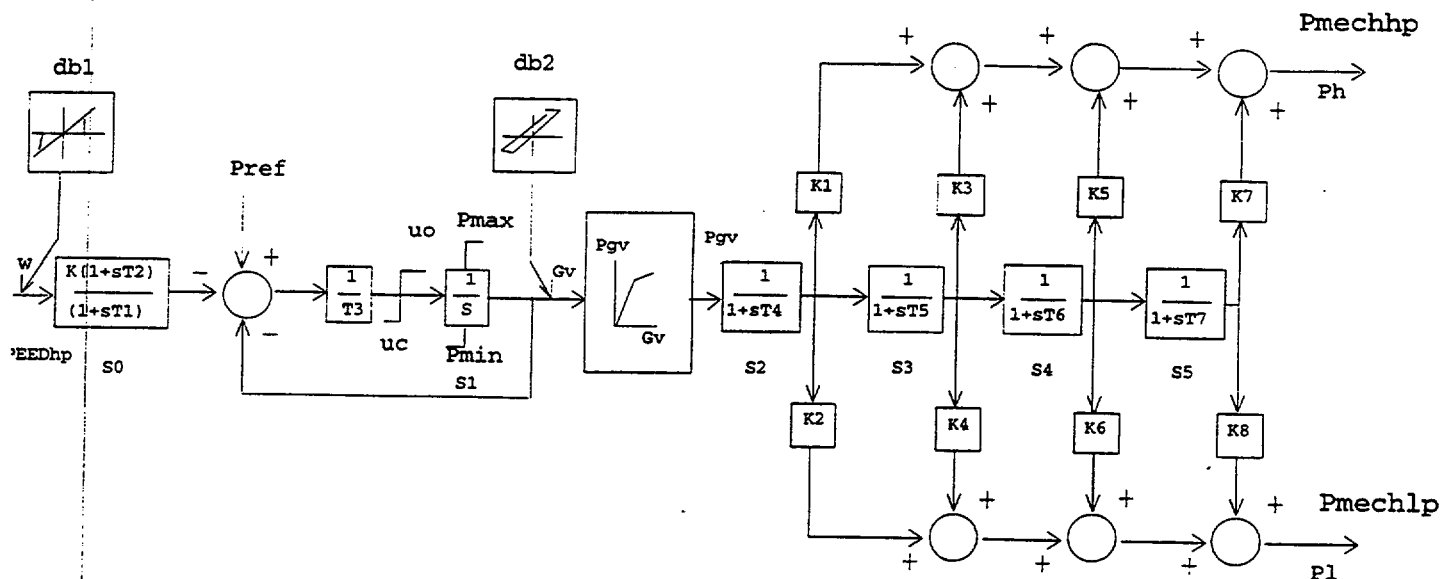 Pmechhp
db1
db2
Ph
Pref
K1
K3
K5
K7
uo
Pmax
Pgv
Pgv
w
K(1+sT2)
(1+sT1)
1
T3
1
S
Gv
Gv
1
1+sT4
1
1+sT5
1
1+sT6
1
1+sT7
EEDhp
S0
uc
Pmin
S1
S2
S3
S4
S5
K2
K4
K6
K8
Pmechlp
Pl
+
+
+
+
+
+
−
+
−
+
+
+
+
+
+